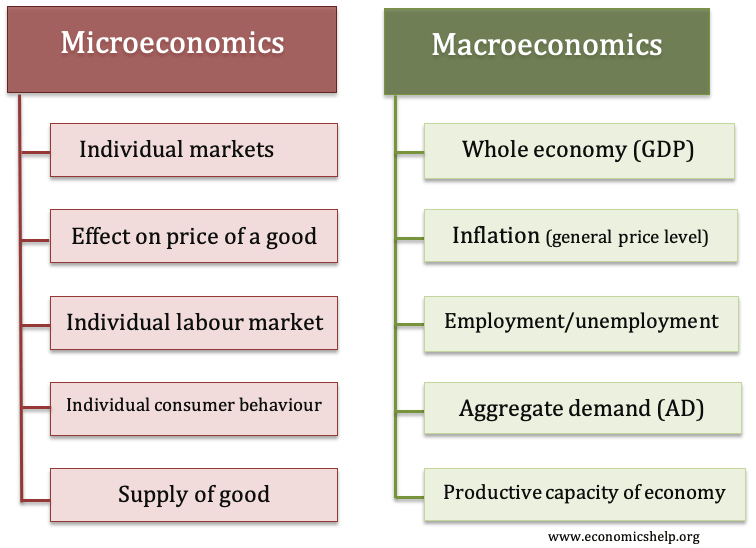 Microeconomics
Individual markets
Effect on price of a good
Individual labour market
Individual consumer behaviour
Supply of good
Macroeconomics
Whole economy (GDP)
Inflation (general price level)
Employment/unemployment
Aggregate demand (AD)
Productive capacity of economy
www.economicshelp.org